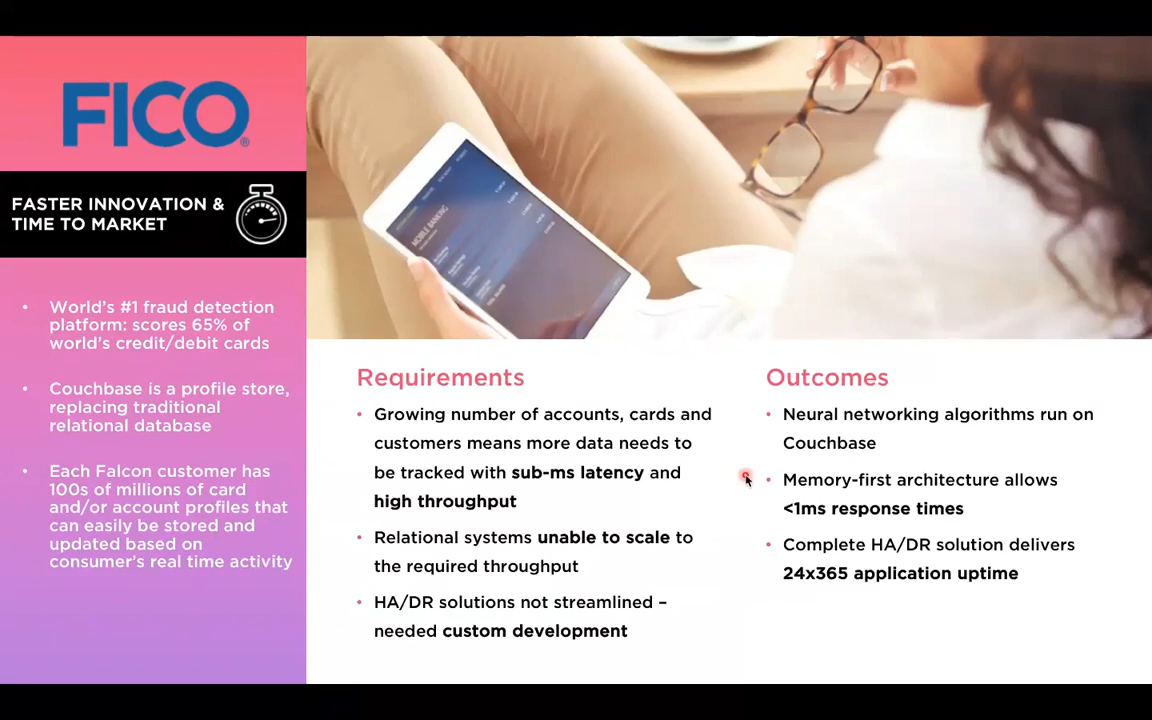 FICO®
FASTER INNOVATION &
TIME TO MARKET
• World's #1 fraud detection
platform: scores 65% of
world's credit/debit cards
• Couchbase is a profile store,
replacing traditional
relational database
• Each Falcon customer has
100s of millions of card
and/or account profiles that
can easily be stored and
updated based on
consumer's real time activity
MOBILE BANKING
Requirements
• Growing number of accounts, cards and
customers means more data needs to
be tracked with sub-ms latency and
high throughput
• Relational systems unable to scale to
the required throughput
• HA/DR solutions not streamlined –
needed custom development
Outcomes
• Neural networking algorithms run on
Couchbase
• Memory-first architecture allows
<1ms response times
• Complete HA/DR solution delivers
24x365 application uptime